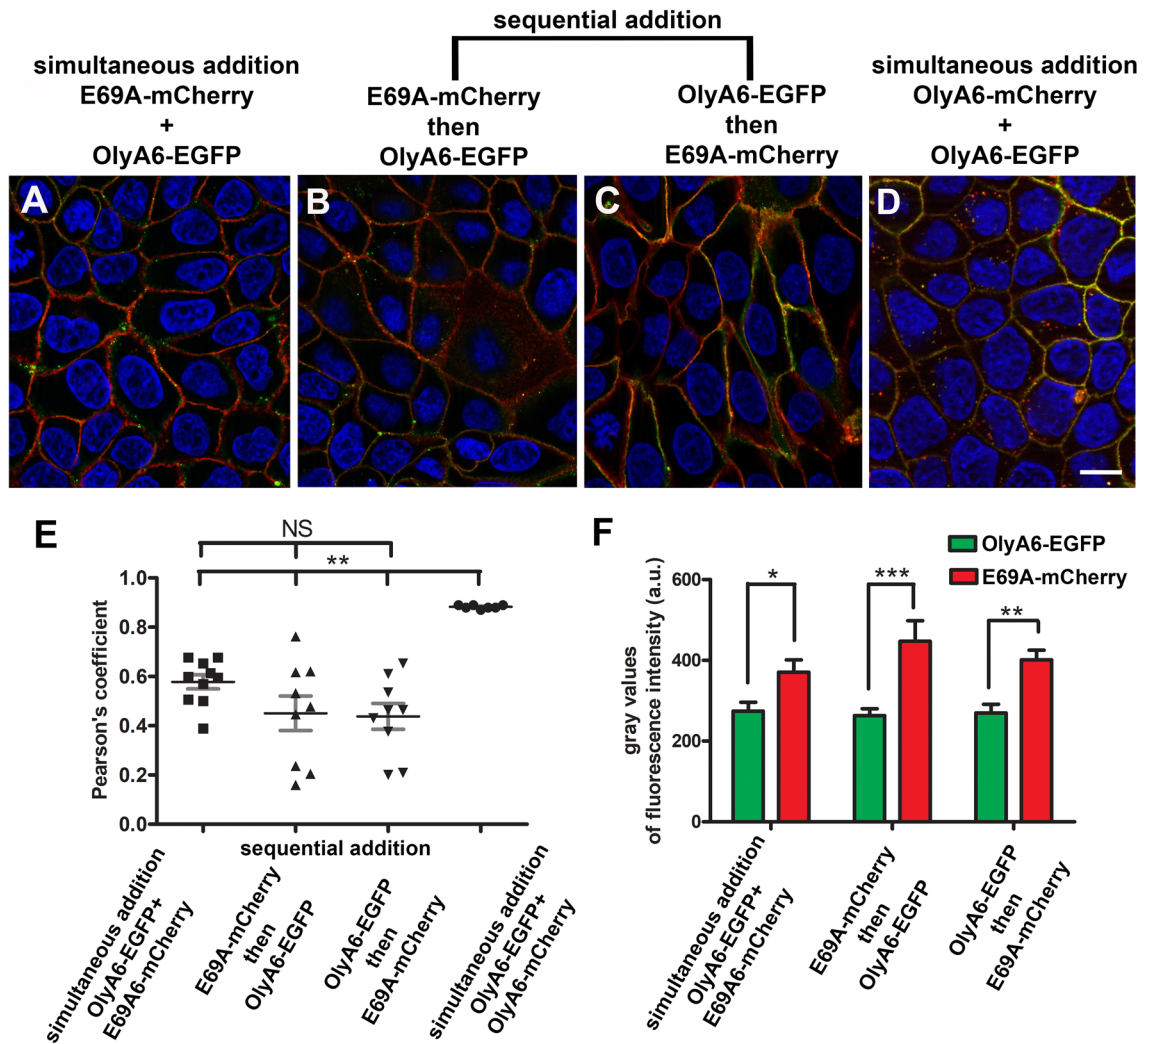 sequential addition
simultaneous addition
E69A-mCherry
+
OlyA6-EGFP
E69A-mCherry
then
OlyA6-EGFP
OlyA6-EGFP
then
E69A-mCherry
simultaneous addition
OlyA6-mCherry
+
OlyA6-EGFP
A
B
C
D
E
NS
**
Pearson's coefficient
1.0
0.8
0.6
0.4
0.2
0.0
sequential addition
simultaneous addition
OlyA6-EGFP+
E69A6-mCherry
E69A-mCherry
then
OlyA6-EGFP
OlyA6-EGFP
then
E69A-mCherry
simultaneous addition
OlyA6-EGFP+
OlyA6-mCherry
F
OlyA6-EGFP
E69A-mCherry
gray values
of fluorescence intensity (a.u.)
600
400
200
0
*
***
**
simultaneous addition
OlyA6-EGFP+
E69A6-mCherry
E69A-mCherry
then
OlyA6-EGFP
OlyA6-EGFP
then
E69A-mCherry